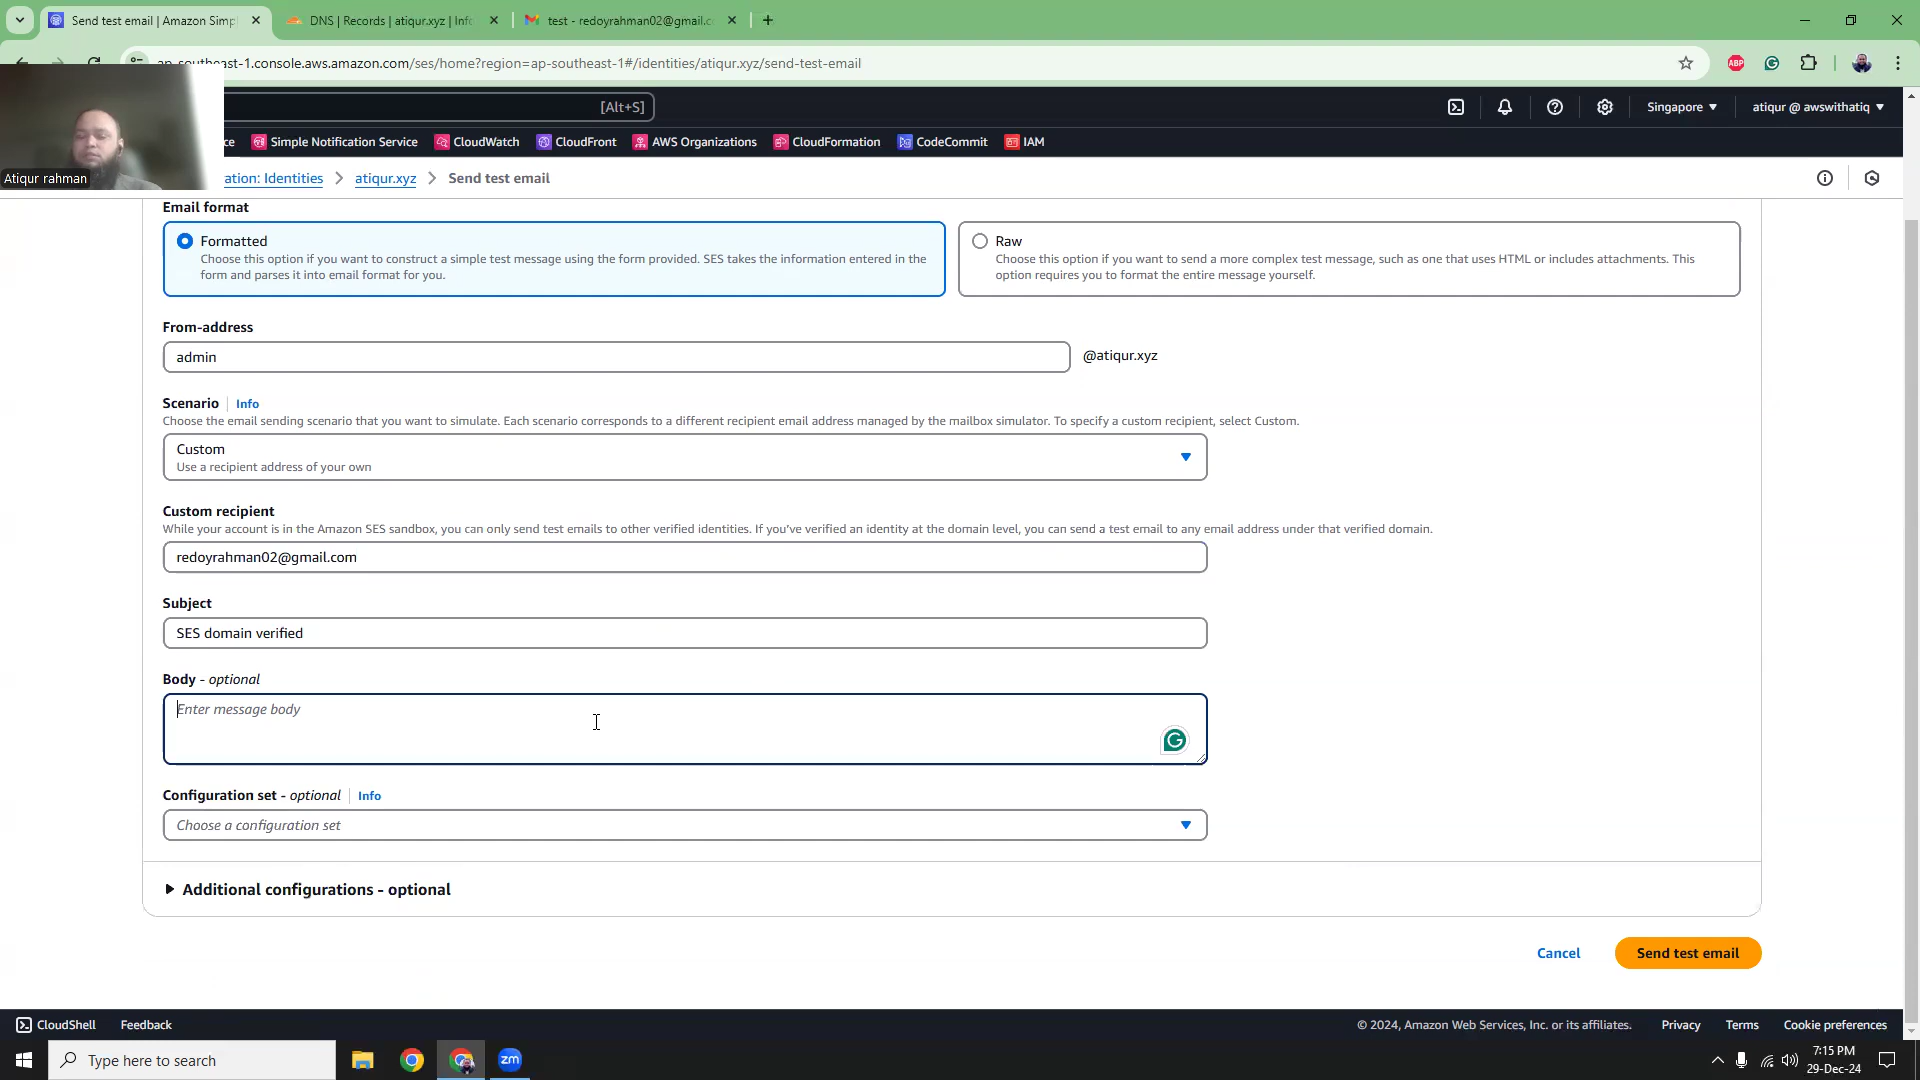 Send test email | Amazon Simpl
DNS | Records | atiqur.xyz | Info
test - redoyrahman02@gmail.c
ap-southeast-1.console.aws.amazon.com/ses/home?region=ap-southeast-1#/identities/atiqur.xyz/send-test-email
ABP
[Alt+S]
Singapore
atiqur @ awswithatiq
ce
Simple Notification Service
CloudWatch
CloudFront
AWS Organizations
CloudFormation
CodeCommit
IAM
Atiqur rahman
ation: Identities
atiqur.xyz
Send test email
Email format
Formatted
Choose this option if you want to construct a simple test message using the form provided. SES takes the information entered in the
form and parses it into email format for you.
Raw
Choose this option if you want to send a more complex test message, such as one that uses HTML or includes attachments. This
option requires you to format the entire message yourself.
From-address
admin
@atiqur.xyz
Scenario
Info
Choose the email sending scenario that you want to simulate. Each scenario corresponds to a different recipient email address managed by the mailbox simulator. To specify a custom recipient, select Custom.
Custom
Use a recipient address of your own
Custom recipient
While your account is in the Amazon SES sandbox, you can only send test emails to other verified identities. If you've verified an identity at the domain level, you can send a test email to any email address under that verified domain.
redoyrahman02@gmail.com
Subject
SES domain verified
Body - optional
Enter message body
Configuration set - optional
Info
Choose a configuration set
Additional configurations - optional
Cancel
Send test email
CloudShell
Feedback
© 2024, Amazon Web Services, Inc. or its affiliates.
Privacy
Terms
Cookie preferences
Type here to search
zm
7:15 PM
29-Dec-24